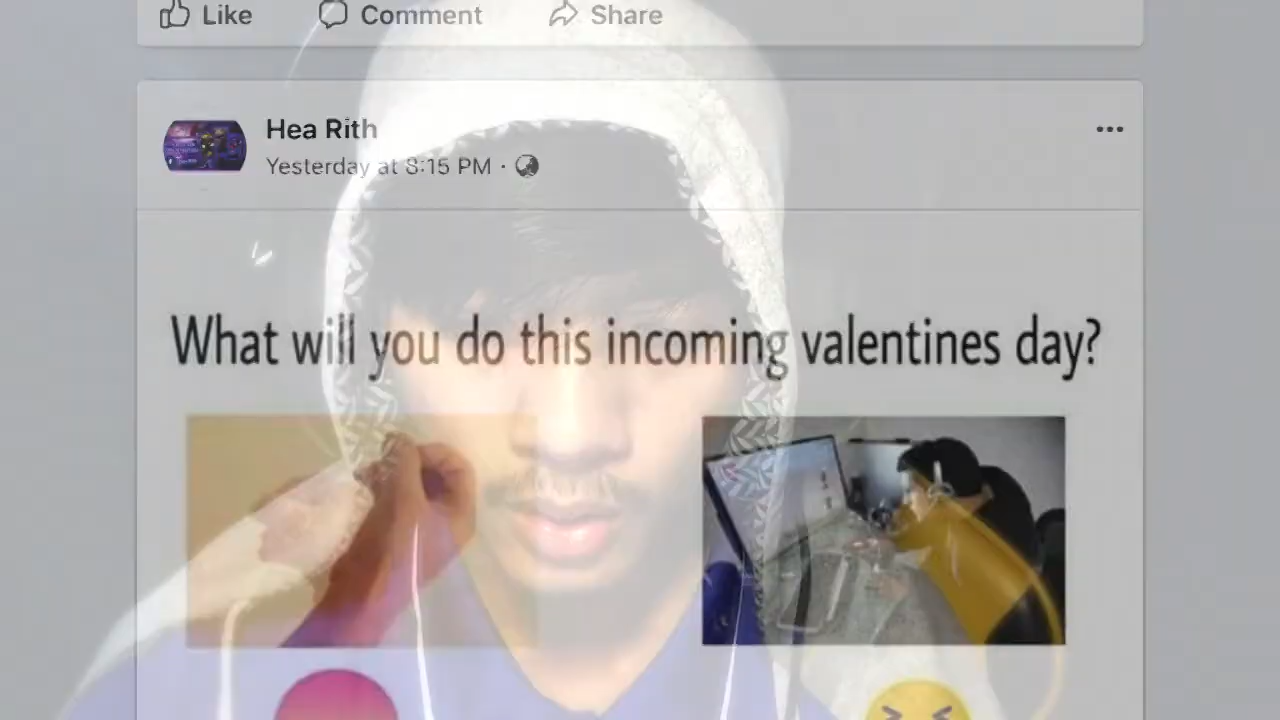 Like Comment Share
Hea Rith
Yesterday at 8:15 PM ·
What will you do this incoming valentines day?